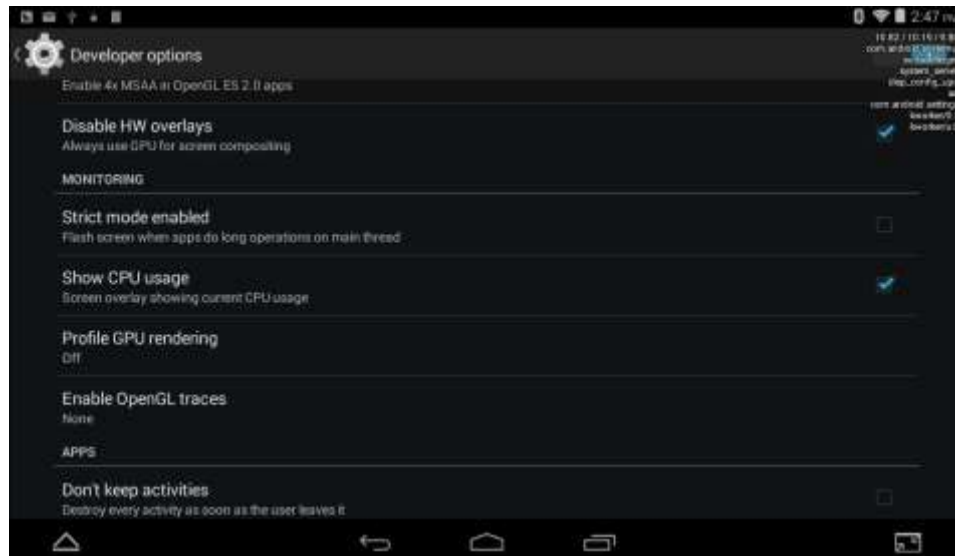 2:47 PM
Developer options
Enable 4x MSAA in OpenGL ES 2.0 apps
Disable HW overlays
Always use GPU for screen compositing
MONITORING
Strict mode enabled
Flash screen when apps do long operations on main thread
Show CPU usage
Screen overlay showing current CPU usage
Profile GPU rendering
Off
Enable OpenGL traces
None
APPS
Don't keep activities
Destroy every activity as soon as the user leaves it